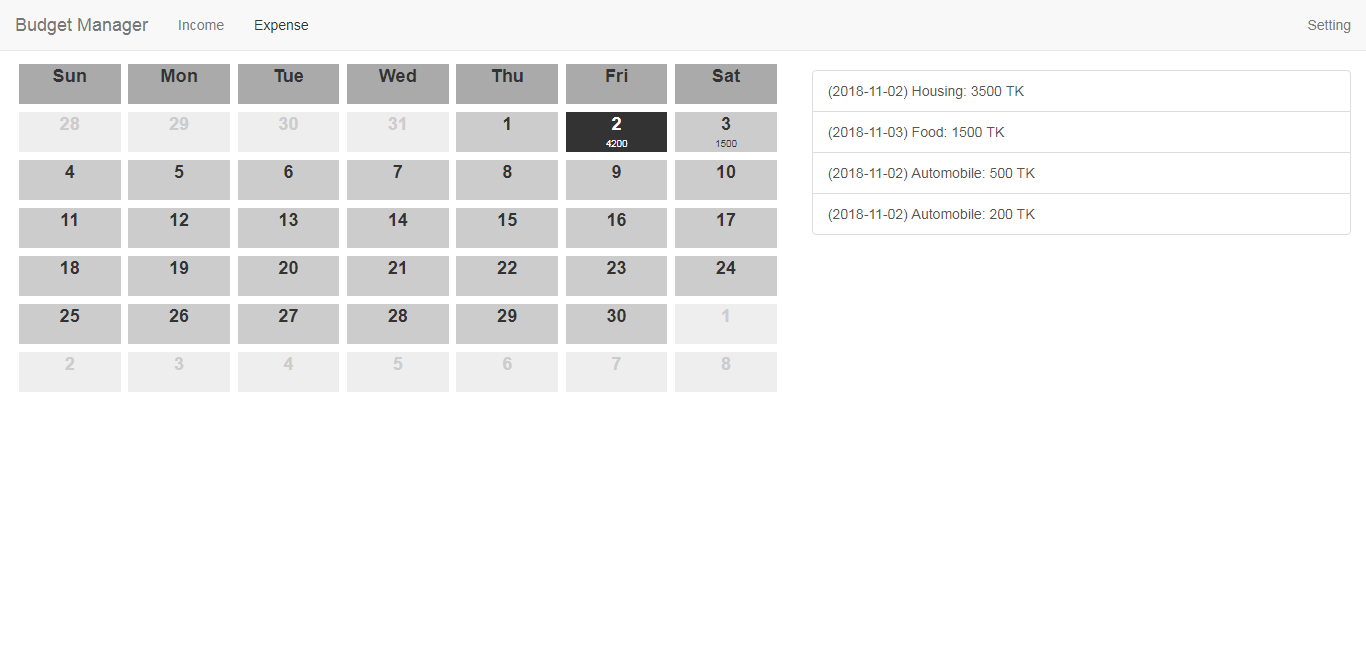 Budget Manager Income Expense Setting
Sun Mon Tue Wed Thu Fri Sat
28 29 30 31 1 2 3
4200 1500
4 5 6 7 8 9 10
11 12 13 14 15 16 17
18 19 20 21 22 23 24
25 26 27 28 29 30 1
2 3 4 5 6 7 8
(2018-11-02) Housing: 3500 TK
(2018-11-03) Food: 1500 TK
(2018-11-02) Automobile: 500 TK
(2018-11-02) Automobile: 200 TK